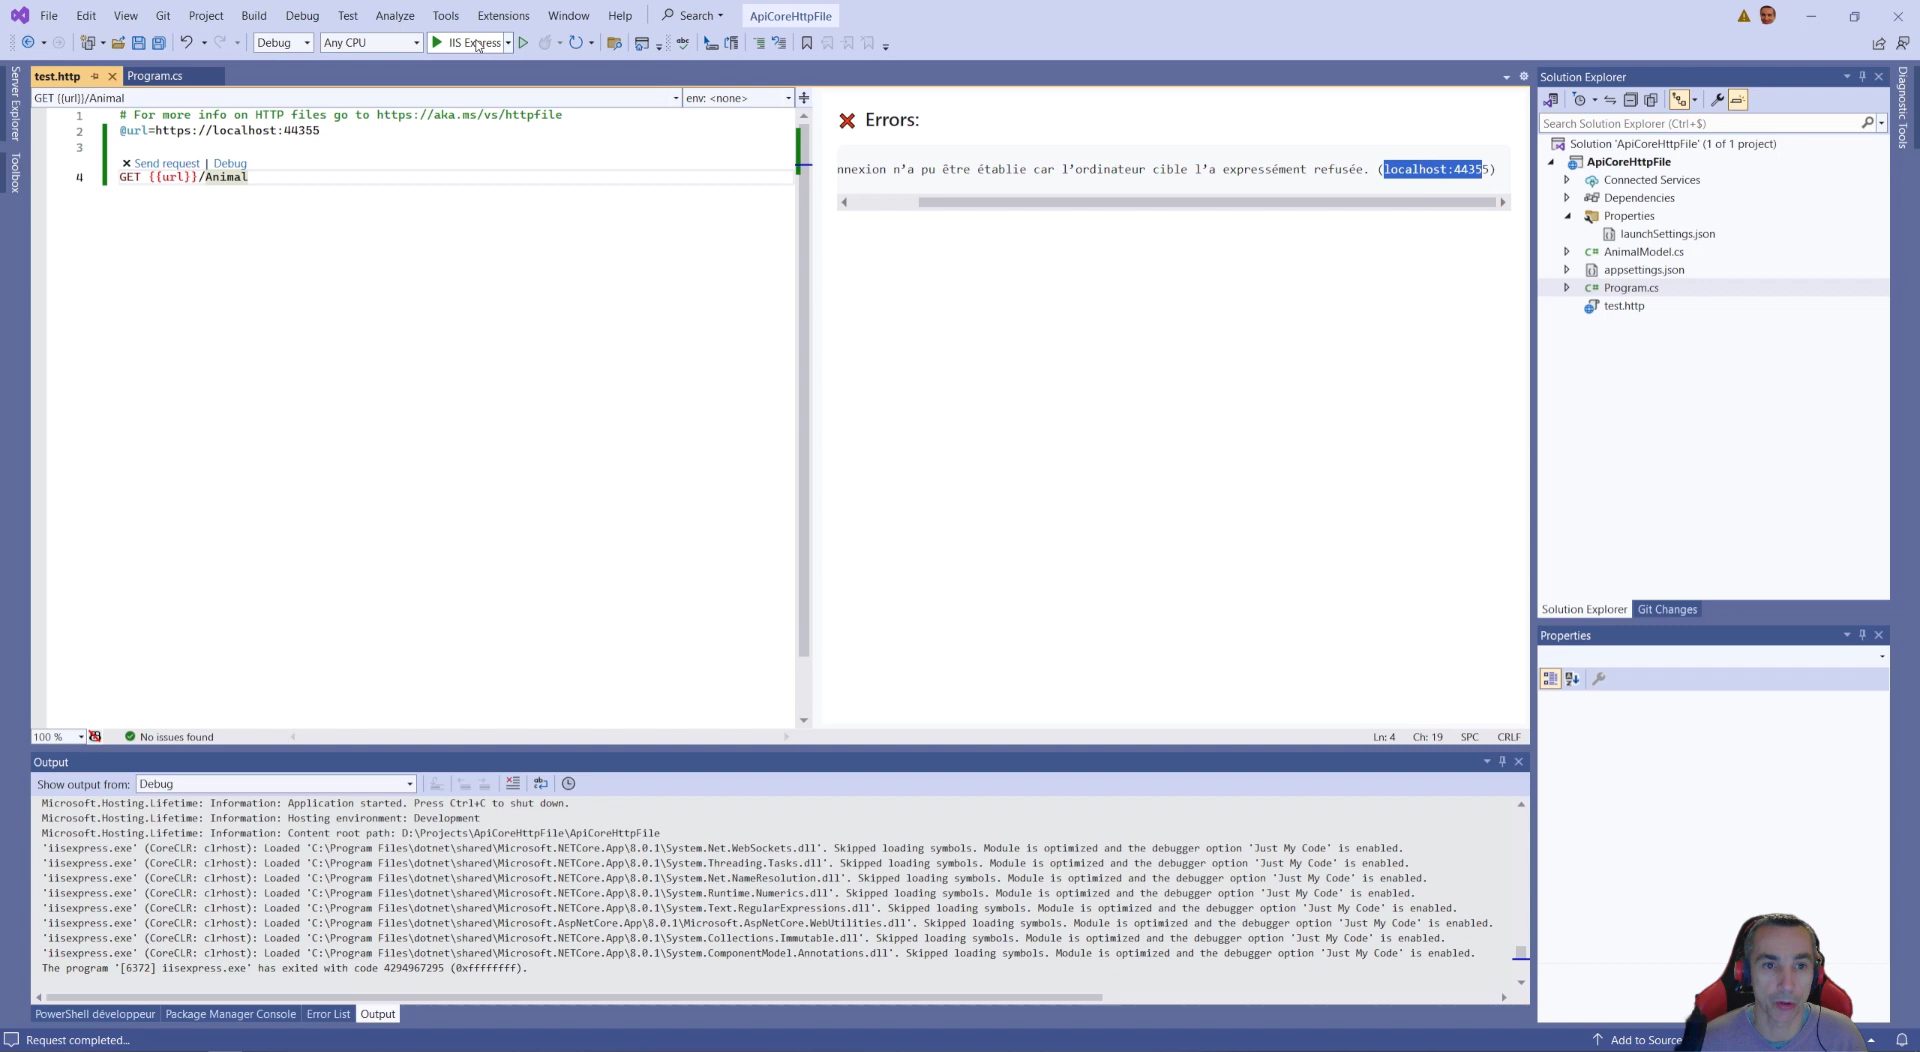 File Edit View Git Project Build Debug Test Analyze Tools Extensions Window Help Search ApiCoreHttpFile
Debug Any CPU IIS Express
Server Explorer
Toolbox
test.http Program.cs
GET {{url}}/Animal env: <none>
1 # For more info on HTTP files go to https://aka.ms/vs/httpfile
2 @url=https://localhost:44355
3
Send request | Debug
4 GET {{url}}/Animal
Errors:
nnexion n’a pu être établie car l’ordinateur cible l’a expressément refusée. (localhost:44355)
100 % No issues found Ln: 4 Ch: 19 SPC CRLF
Solution Explorer
Search Solution Explorer (Ctrl+$)
Solution 'ApiCoreHttpFile' (1 of 1 project)
ApiCoreHttpFile
Connected Services
Dependencies
Properties
launchSettings.json
AnimalModel.cs
appsettings.json
Program.cs
test.http
Solution Explorer Git Changes
Properties
Diagnostic Tools
Output
Show output from: Debug
Microsoft.Hosting.Lifetime: Information: Application started. Press Ctrl+C to shut down.
Microsoft.Hosting.Lifetime: Information: Hosting environment: Development
Microsoft.Hosting.Lifetime: Information: Content root path: D:\Projects\ApiCoreHttpFile\ApiCoreHttpFile
'iisexpress.exe' (CoreCLR: clrhost): Loaded 'C:\Program Files\dotnet\shared\Microsoft.NETCore.App\8.0.1\System.Net.WebSockets.dll'. Skipped loading symbols. Module is optimized and the debugger option 'Just My Code' is enabled.
'iisexpress.exe' (CoreCLR: clrhost): Loaded 'C:\Program Files\dotnet\shared\Microsoft.NETCore.App\8.0.1\System.Threading.Tasks.dll'. Skipped loading symbols. Module is optimized and the debugger option 'Just My Code' is enabled.
'iisexpress.exe' (CoreCLR: clrhost): Loaded 'C:\Program Files\dotnet\shared\Microsoft.NETCore.App\8.0.1\System.Net.NameResolution.dll'. Skipped loading symbols. Module is optimized and the debugger option 'Just My Code' is enabled.
'iisexpress.exe' (CoreCLR: clrhost): Loaded 'C:\Program Files\dotnet\shared\Microsoft.NETCore.App\8.0.1\System.Runtime.Numerics.dll'. Skipped loading symbols. Module is optimized and the debugger option 'Just My Code' is enabled.
'iisexpress.exe' (CoreCLR: clrhost): Loaded 'C:\Program Files\dotnet\shared\Microsoft.NETCore.App\8.0.1\System.Text.RegularExpressions.dll'. Skipped loading symbols. Module is optimized and the debugger option 'Just My Code' is enabled.
'iisexpress.exe' (CoreCLR: clrhost): Loaded 'C:\Program Files\dotnet\shared\Microsoft.AspNetCore.App\8.0.1\Microsoft.AspNetCore.WebUtilities.dll'. Skipped loading symbols. Module is optimized and the debugger option 'Just My Code' is enabled.
'iisexpress.exe' (CoreCLR: clrhost): Loaded 'C:\Program Files\dotnet\shared\Microsoft.NETCore.App\8.0.1\System.Collections.Immutable.dll'. Skipped loading symbols. Module is optimized and the debugger option 'Just My Code' is enabled.
'iisexpress.exe' (CoreCLR: clrhost): Loaded 'C:\Program Files\dotnet\shared\Microsoft.NETCore.App\8.0.1\System.ComponentModel.Annotations.dll'. Skipped loading symbols. Module is optimized and the debugger option 'Just My Code' is enabled.
The program '[6372] iisexpress.exe' has exited with code 4294967295 (0xffffffff).
PowerShell développeur Package Manager Console Error List Output
Request completed... Add to Source